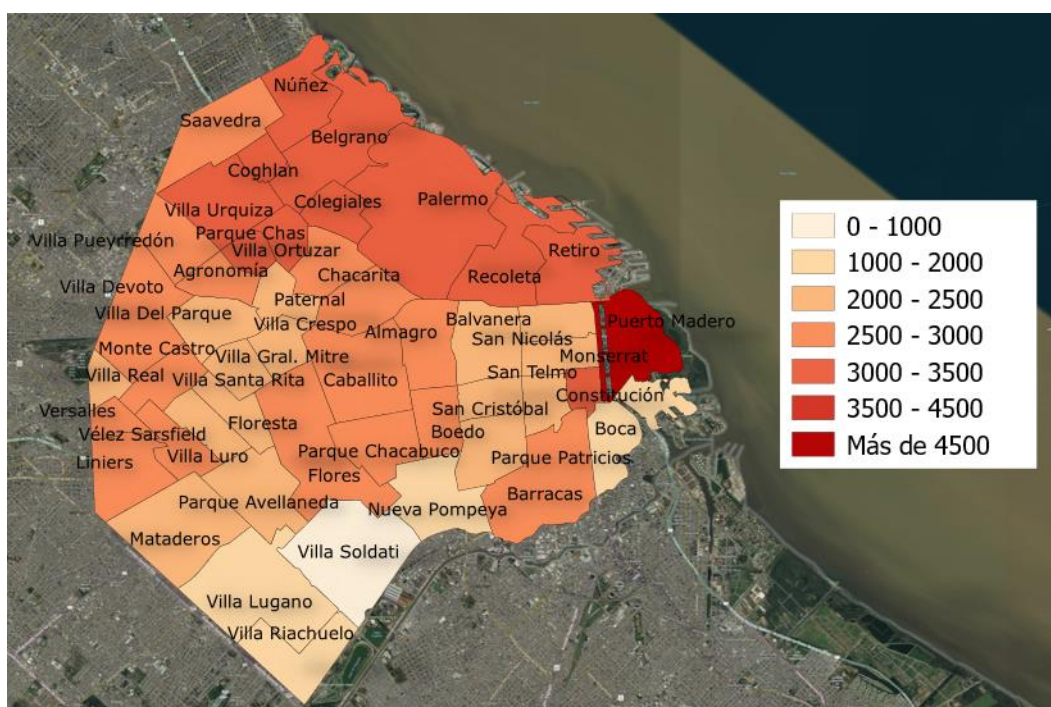 Núñez
Saavedra
Belgrano
Coghlan
Villa Urquiza
Colegiales
Palermo
Parque Chas
Villa Pueyrredón
Villa Ortuzar
Retiro
Agronomía
Chacarita
Recoleta
Villa Devoto
Paternal
Villa Del Parque
Villa Crespo
Almagro
Balvanera
Puerto Madero
San Nicolás
Monte Castro
Villa Gral. Mitre
Monserrat
Villa Real
Villa Santa Rita
Caballito
San Telmo
Constitución
Versalles
Floresta
San Cristóbal
Vélez Sarsfield
Boedo
Boca
Liniers
Villa Luro
Parque Chacabuco
Parque Patricios
Flores
Barracas
Parque Avellaneda
Nueva Pompeya
Mataderos
Villa Soldati
Villa Lugano
Villa Riachuelo
0 - 1000
1000 - 2000
2000 - 2500
2500 - 3000
3000 - 3500
3500 - 4500
Más de 4500